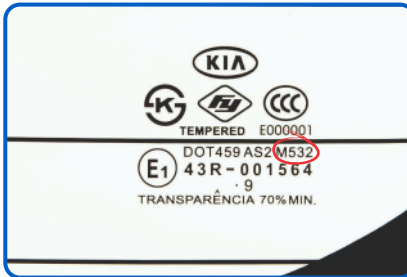 KIA
TEMPERED E000001
DOT459 AS2 M532
E1 43R-001564
. 9
TRANSPARÊNCIA 70% MIN.